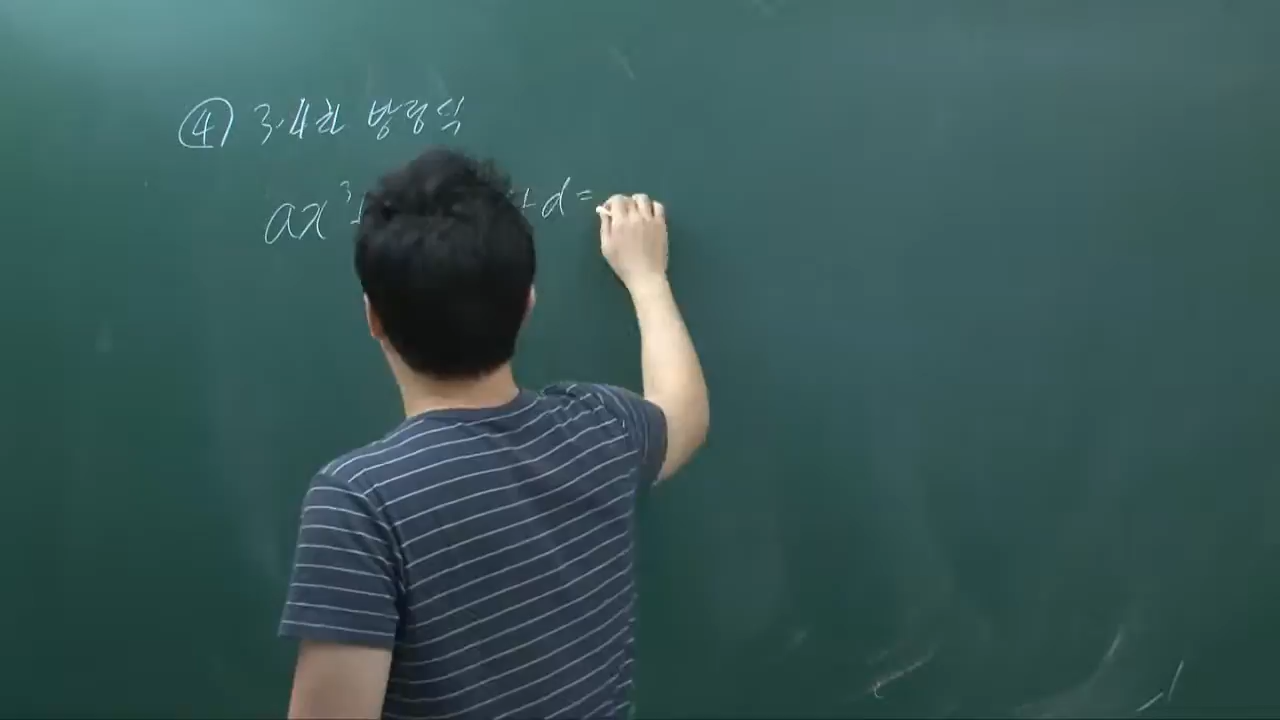 ④ 3·4차 방정식
ax³+ +d=